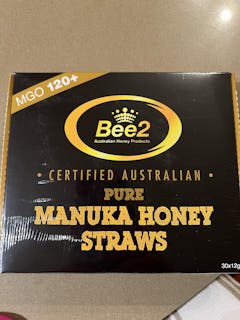 MGO 120+
Bee2
Australian Honey Products
• CERTIFIED AUSTRALIAN •
PURE
MANUKA HONEY
STRAWS
30x12g